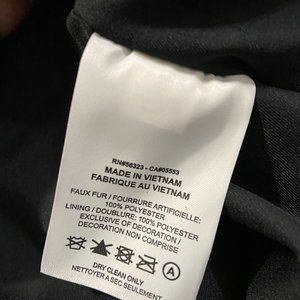 RN#56323 - CA#05553
MADE IN VIETNAM
FABRIQUE AU VIETNAM
FAUX FUR / FOURRURE ARTIFICIELLE:
100% POLYESTER
LINING / DOUBLURE: 100% POLYESTER
EXCLUSIVE OF DECORATION /
DECORATION NON COMPRISE
A
DRY CLEAN ONLY
NETTOYER A SEC SEULEMENT